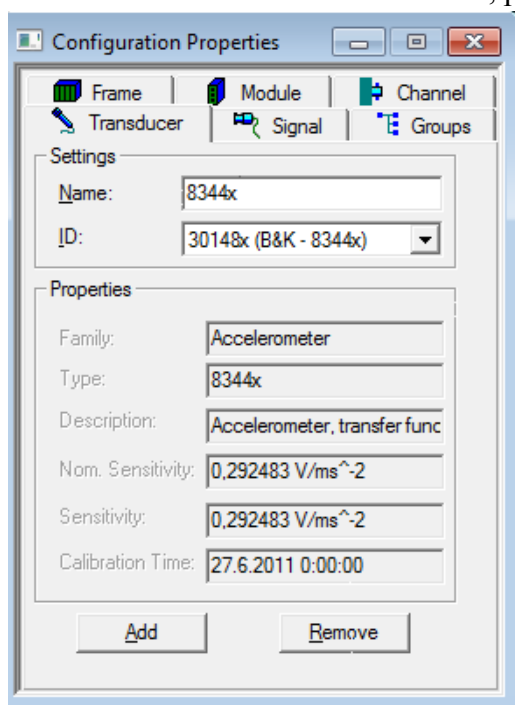 , p
Configuration Properties
Frame Module Channel
Transducer Signal Groups
Settings
Name: 8344x
ID: 30148x (B&K - 8344x)
Properties
Family: Accelerometer
Type: 8344x
Description: Accelerometer, transfer func
Nom. Sensitivity: 0,292483 V/ms^-2
Sensitivity: 0,292483 V/ms^-2
Calibration Time: 27.6.2011 0:00:00
Add Remove